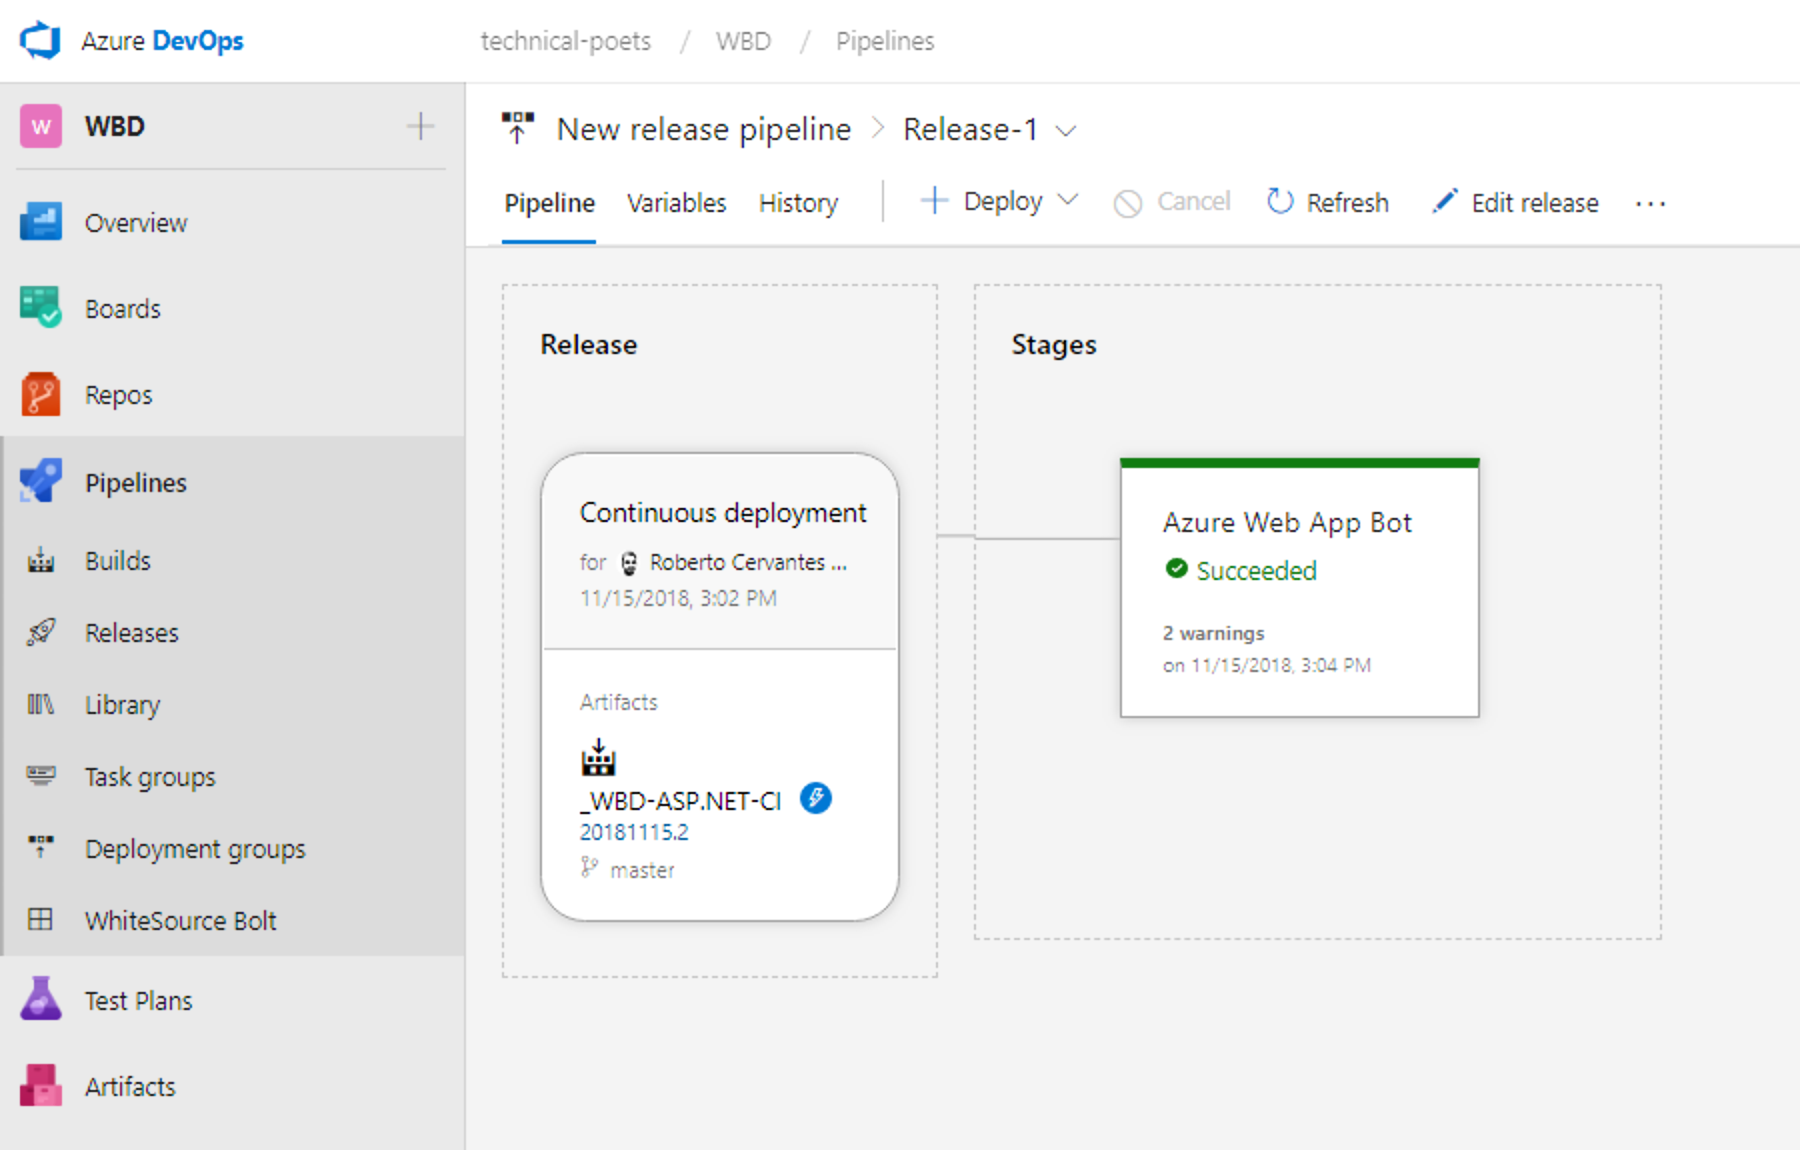 Azure DevOps
technical-poets / WBD / Pipelines
W WBD
Overview
Boards
Repos
Pipelines
Builds
Releases
Library
Task groups
Deployment groups
WhiteSource Bolt
Test Plans
Artifacts
New release pipeline > Release-1
Pipeline Variables History + Deploy Cancel Refresh Edit release ...
Release
Continuous deployment
for Roberto Cervantes ...
11/15/2018, 3:02 PM
Artifacts
_WBD-ASP.NET-CI
20181115.2
master
Stages
Azure Web App Bot
Succeeded
2 warnings
on 11/15/2018, 3:04 PM